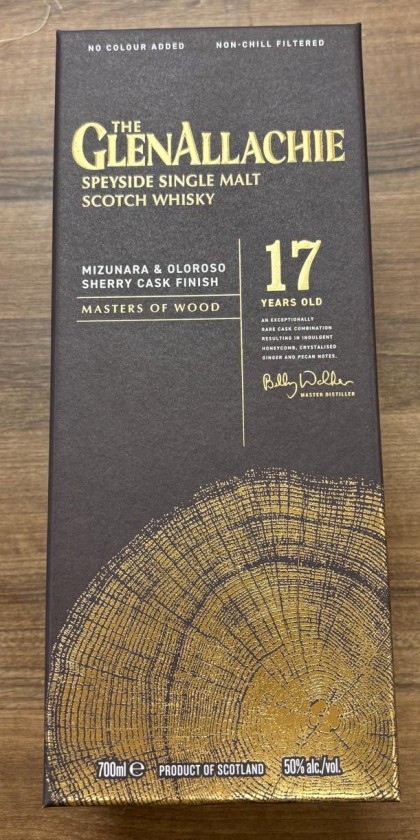 NO COLOUR ADDED NON-CHILL FILTERED
THE
GLENALLACHIE
SPEYSIDE SINGLE MALT
SCOTCH WHISKY
MIZUNARA & OLOROSO
SHERRY CASK FINISH
MASTERS OF WOOD
17
YEARS OLD
AN EXCEPTIONALLY
RARE CASK COMBINATION
RESULTING IN INDULGENT
HONEYCOMB, CRYSTALISED
GINGER AND PECAN NOTES.
Billy Walker
MASTER DISTILLER
700ml ℮ PRODUCT OF SCOTLAND 50% alc./vol.